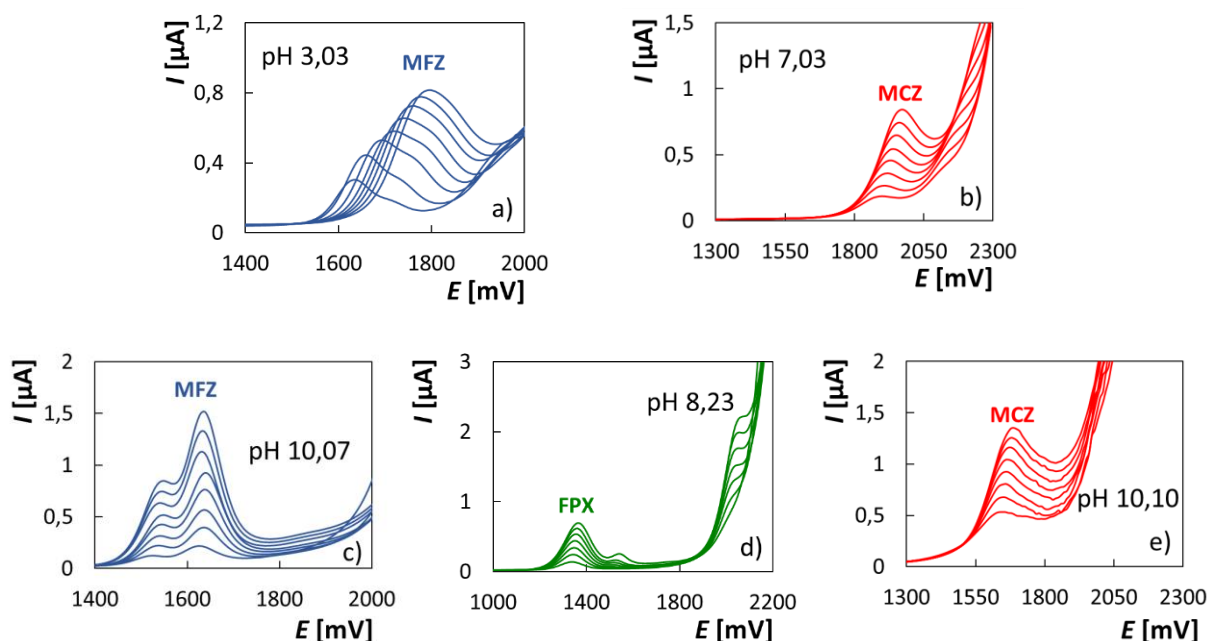 I [µA]
1,2
0,8
0,4
0
pH 3,03
MFZ
a)
1400 1600 1800 2000
E [mV]
I [µA]
1,5
1
0,5
0
pH 7,03
MCZ
b)
1300 1550 1800 2050 2300
E [mV]
I [µA]
2
1,5
1
0,5
0
MFZ
pH 10,07
c)
1400 1600 1800 2000
E [mV]
I [µA]
3
2
1
0
pH 8,23
FPX
d)
1000 1400 1800 2200
E [mV]
I [µA]
2
1,5
1
0,5
0
MCZ
pH 10,10
e)
1300 1550 1800 2050 2300
E [mV]